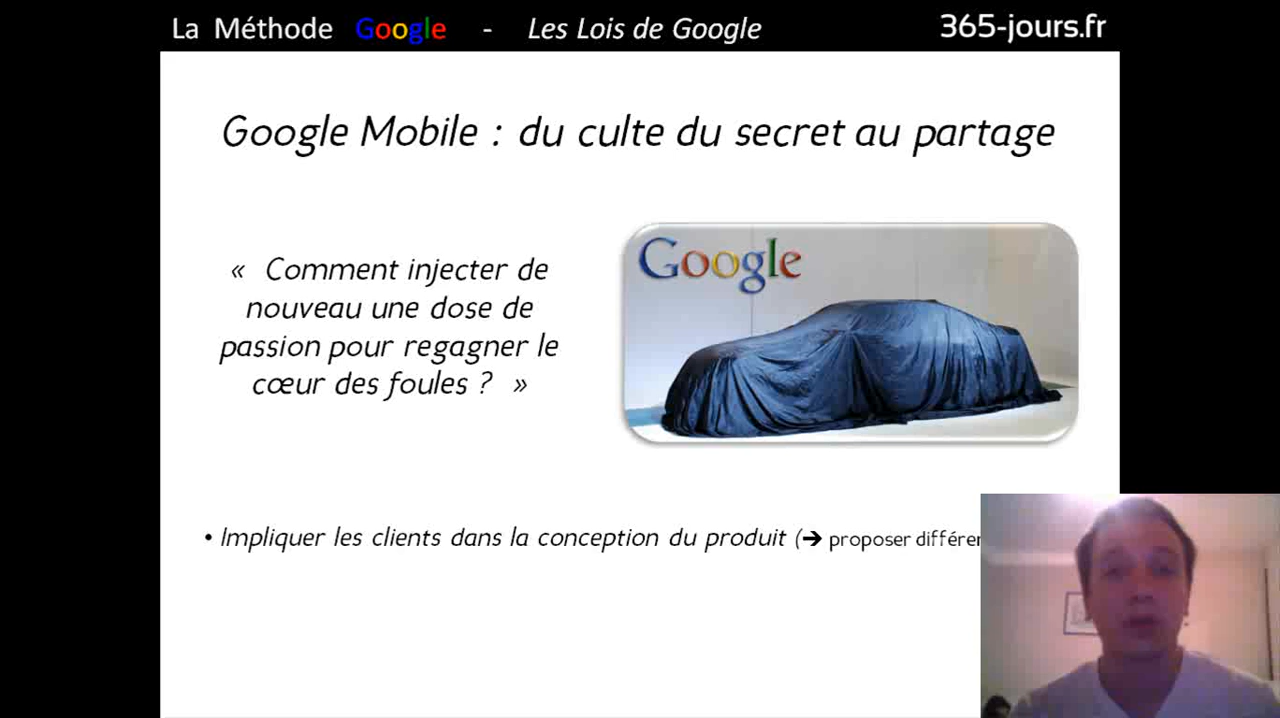 La Méthode Google - Les Lois de Google 365-jours.fr
Google Mobile : du culte du secret au partage
« Comment injecter de
nouveau une dose de
passion pour regagner le
cœur des foules ? »
Google
• Impliquer les clients dans la conception du produit (➔ proposer différen